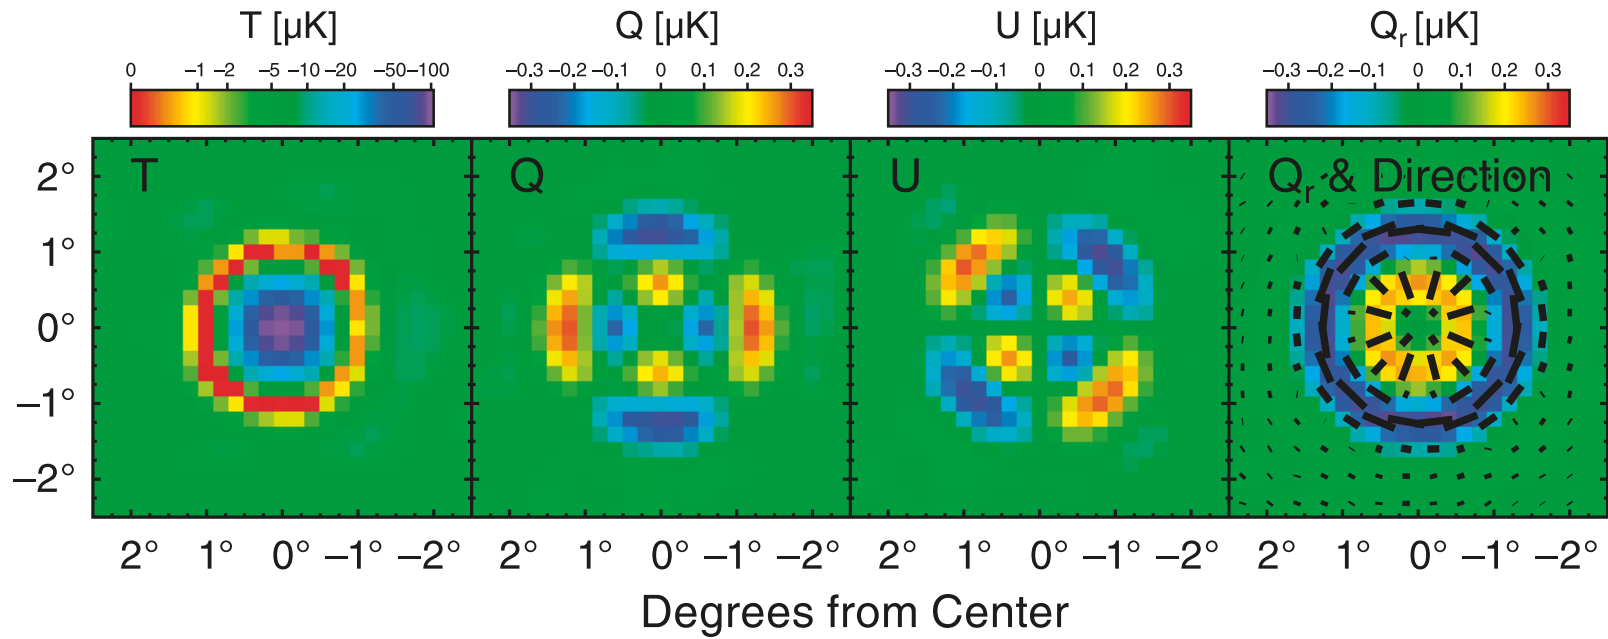 T [µK] Q [µK] U [µK] Qr [µK]
0 −1 −2 −5 −10 −20 −50 −100 −0.3 −0.2 −0.1 0 0.1 0.2 0.3 −0.3 −0.2 −0.1 0 0.1 0.2 0.3 −0.3 −0.2 −0.1 0 0.1 0.2 0.3
T Q U Qr & Direction
2°
1°
0°
−1°
−2°
2° 1° 0° −1° −2° 2° 1° 0° −1° −2° 2° 1° 0° −1° −2° 2° 1° 0° −1° −2°
Degrees from Center